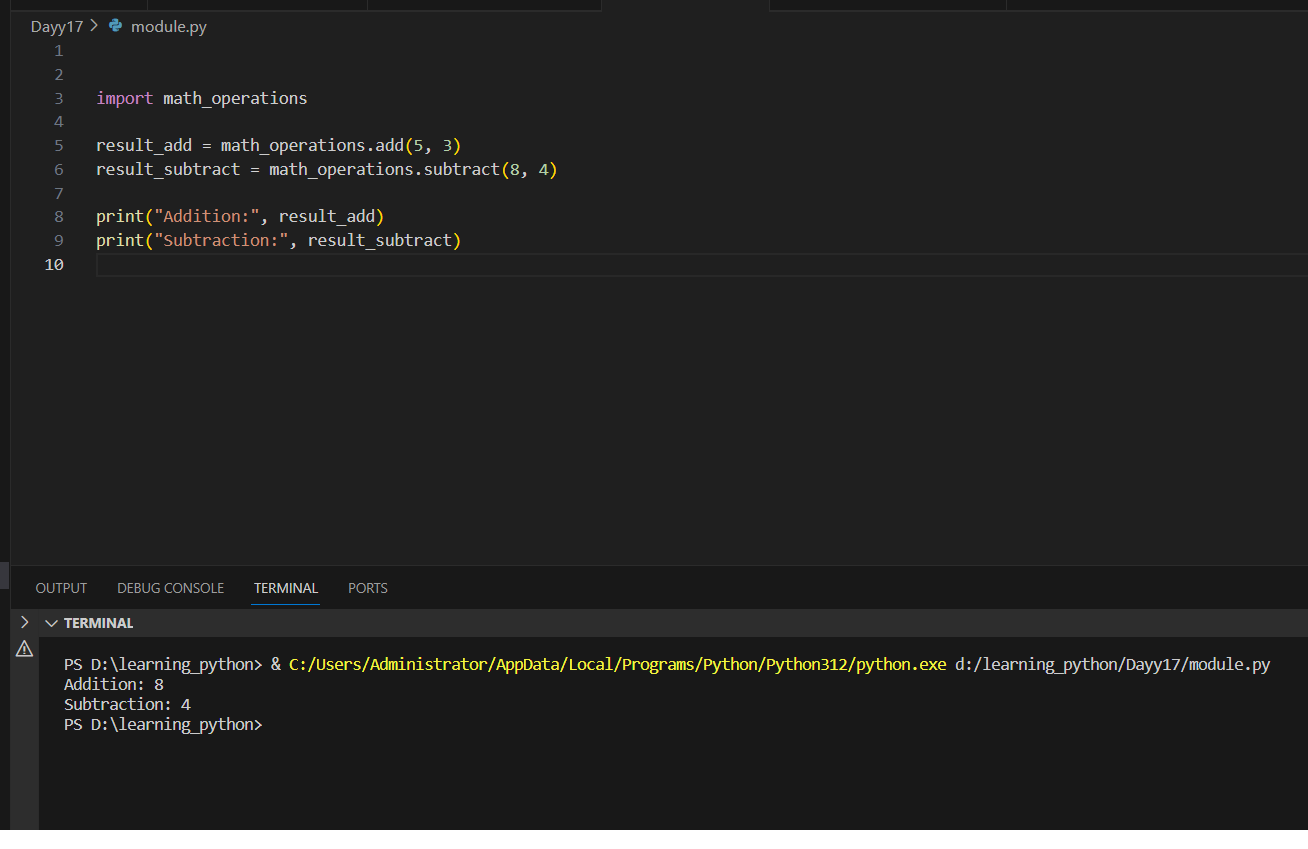 Dayy17 > module.py
1
2
3 import math_operations
4
5 result_add = math_operations.add(5, 3)
6 result_subtract = math_operations.subtract(8, 4)
7
8 print("Addition:", result_add)
9 print("Subtraction:", result_subtract)
10
OUTPUT DEBUG CONSOLE TERMINAL PORTS
TERMINAL
PS D:\learning_python> & C:/Users/Administrator/AppData/Local/Programs/Python/Python312/python.exe d:/learning_python/Dayy17/module.py
Addition: 8
Subtraction: 4
PS D:\learning_python>